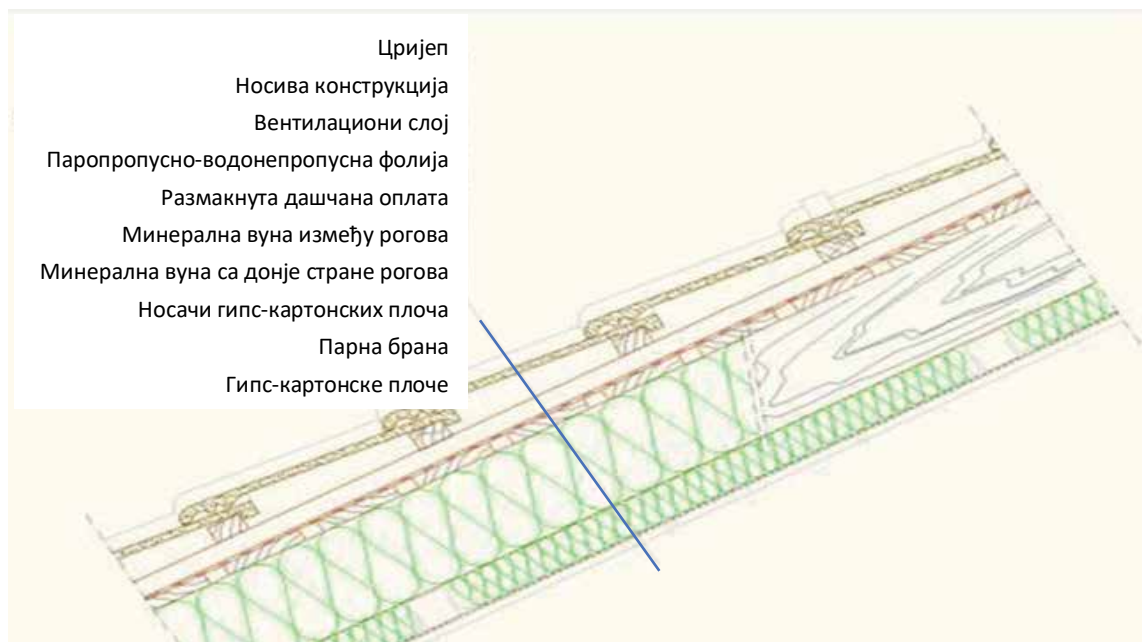 Цријеп
Носива конструкција
Вентилациони слој
Паропропусно-водонепропусна фолија
Размакнута дашчана оплата
Минерална вуна између рогова
Минерална вуна са доње стране рогова
Носачи гипс-картонских плоча
Парна брана
Гипс-картонске плоче